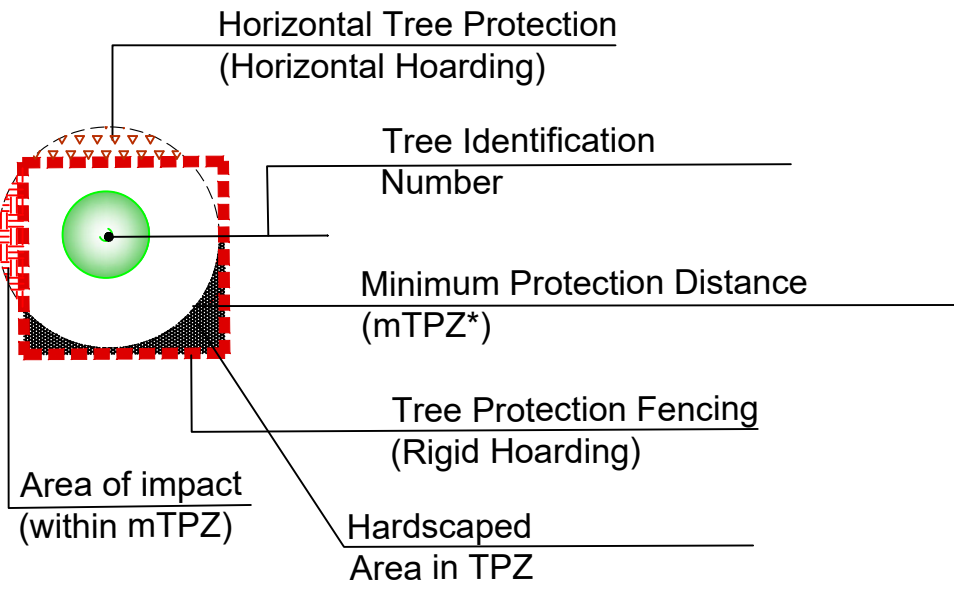 Horizontal Tree Protection
(Horizontal Hoarding)
Tree Identification
Number
Minimum Protection Distance
(mTPZ*)
Tree Protection Fencing
(Rigid Hoarding)
Area of impact
(within mTPZ)
Hardscaped
Area in TPZ